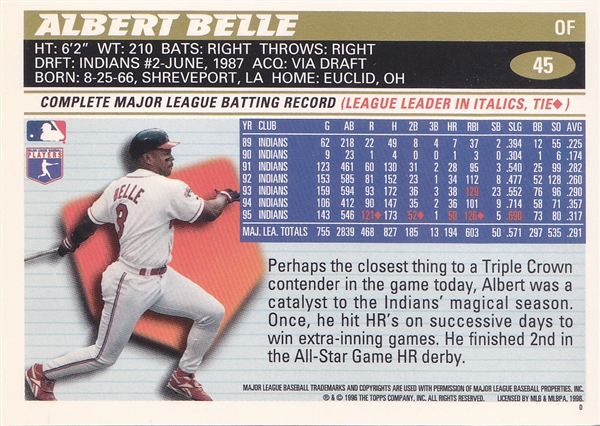 ALBERT BELLE
OF
HT: 6'2" WT: 210 BATS: RIGHT THROWS: RIGHT
DRFT: INDIANS #2-JUNE, 1987 ACQ: VIA DRAFT
BORN: 8-25-66, SHREVEPORT, LA HOME: EUCLID, OH
45
COMPLETE MAJOR LEAGUE BATTING RECORD (LEAGUE LEADER IN ITALICS, TIE♦)
YR CLUB G AB R H 2B 3B HR RBI SB SLG BB SO AVG
89 INDIANS 62 218 22 49 8 4 7 37 2 .394 12 55 .225
90 INDIANS 9 23 1 4 0 0 1 3 0 .304 1 6 .174
91 INDIANS 123 461 60 130 31 2 28 95 3 .540 25 99 .282
92 INDIANS 153 585 81 152 23 1 34 112 8 .477 52 128 .260
93 INDIANS 159 594 93 172 36 3 38 129 23 .552 76 96 .290
94 INDIANS 106 412 90 147 35 2 36 101 9 .714 58 71 .357
95 INDIANS 143 546 121♦ 173 52♦ 1 50 126♦ 5 .690 73 80 .317
MAJ. LEA. TOTALS 755 2839 468 827 185 13 194 603 50 .571 297 535 .291
PLAYERS
BELLE
8
Perhaps the closest thing to a Triple Crown
contender in the game today, Albert was
a catalyst to the Indians' magical season.
Once, he hit HR's on successive days to
win extra-inning games. He finished 2nd in
the All-Star Game HR derby.
MAJOR LEAGUE BASEBALL TRADEMARKS AND COPYRIGHTS ARE USED WITH PERMISSION OF MAJOR LEAGUE BASEBALL PROPERTIES, INC.
® & © 1996 THE TOPPS COMPANY, INC. ALL RIGHTS RESERVED. LICENSED BY MLB & MLBPA, 1996.